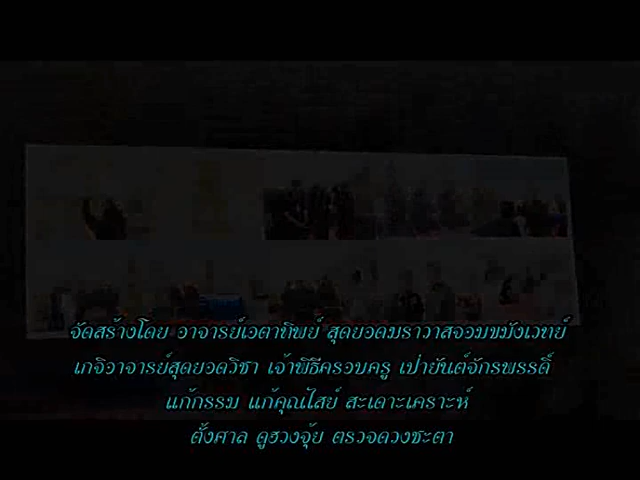 จัดสร้างโดย อาจารย์เวตาทิพย์ สุดยอดฆราวาสจอมขมังเวทย์
เกจิอาจารย์สุดยอดวิชา เจ้าพิธีครอบครู เป่ายันต์จักรพรรดิ์
แก้กรรม แก้คุณไสย์ สะเดาะเคราะห์
ตั้งศาล ดูฮวงจุ้ย ตรวจดวงชะตา